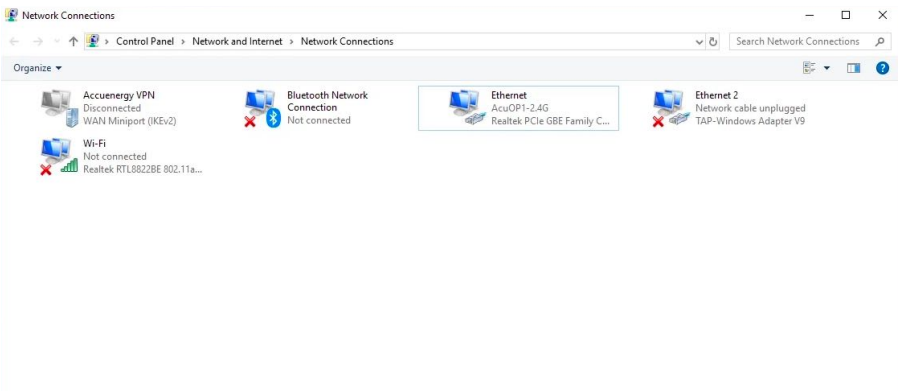 Network Connections
Control Panel > Network and Internet > Network Connections
Search Network Connections
Organize
Accuenergy VPN
Disconnected
WAN Miniport (IKEv2)
Bluetooth Network
Connection
Not connected
Ethernet
AcuOP1-2.4G
Realtek PCIe GBE Family C...
Ethernet 2
Network cable unplugged
TAP-Windows Adapter V9
Wi-Fi
Not connected
Realtek RTL8822BE 802.11a...